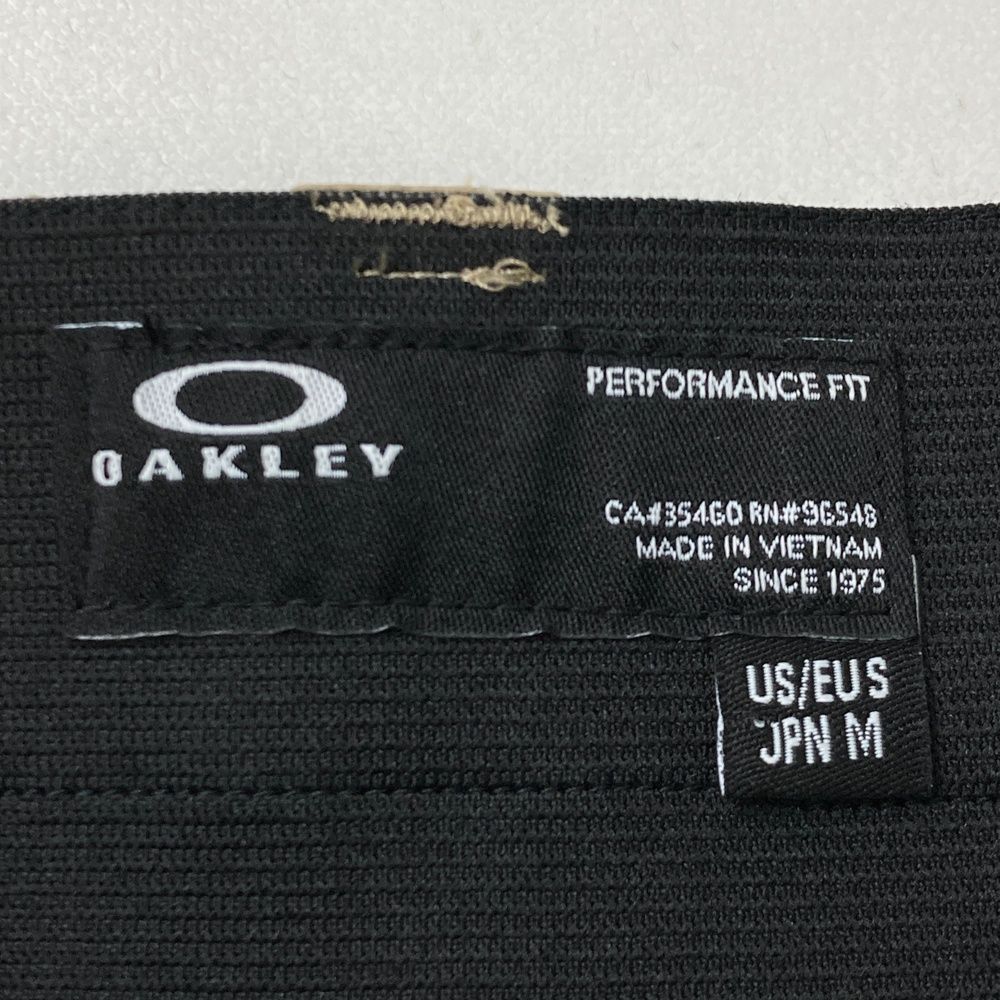 OAKLEY
PERFORMANCE FIT
CA#35460 RN#96548
MADE IN VIETNAM
SINCE 1975
US/EU S
JPN M